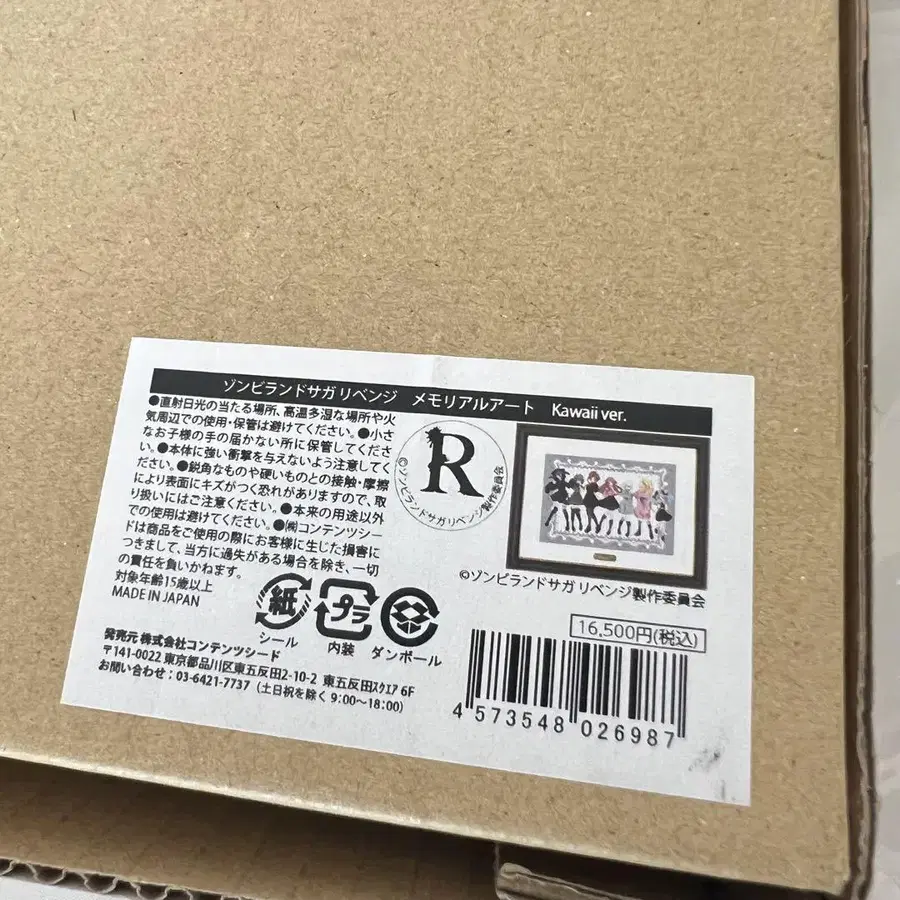 ゾンビランドサガ リベンジ　メモリアルアート　Kawaii ver.
●直射日光の当たる場所、高温多湿な場所や火
気周辺での使用・保管は避けてください。●小さ
なお子様の手の届かない所に保管してくださ
い。●本体に強い衝撃を与えないよう注意してく
ださい。●鋭角なものや硬いものとの接触・摩擦
により表面にキズがつく恐れがありますので、取
り扱いにはご注意ください。●本来の用途以外
での使用は避けてください。●㈱コンテンツシー
ドは商品をご使用の際にお客様に生じた損害に
つきまして、当方に過失がある場合を除き、一切
の責任を負いかねます。
対象年齢15歳以上
MADE IN JAPAN
R
©ゾンビランドサガ リベンジ製作委員会
©ゾンビランドサガ リベンジ製作委員会
紙
シール
プラ
内装
ダンボール
発売元 株式会社コンテンツシード
〒141-0022 東京都品川区東五反田2-10-2 東五反田ｽｸｴｱ 6F
お問い合わせ：03-6421-7737（土日祝を除く 9:00〜18:00）
16,500円(税込)
4 573548 026987